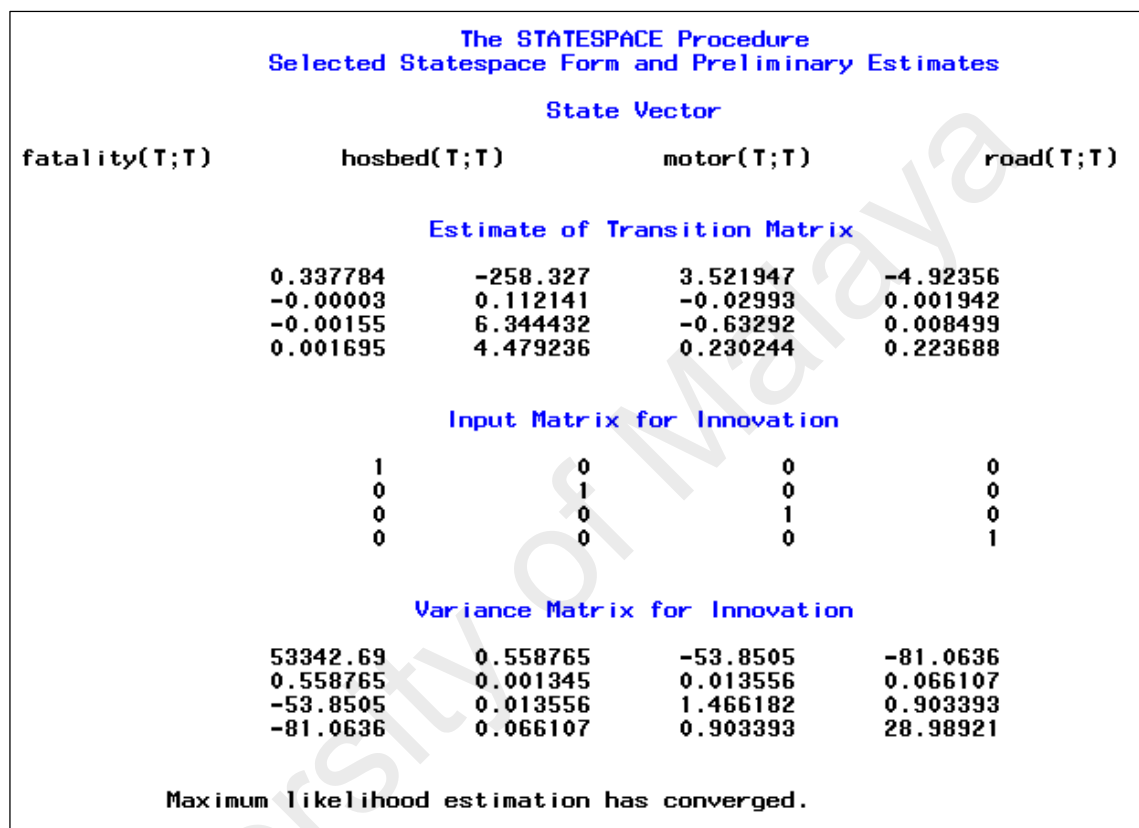 The STATESPACE Procedure
Selected Statespace Form and Preliminary Estimates
State Vector
fatality(T;T) hosbed(T;T) motor(T;T) road(T;T)
Estimate of Transition Matrix
0.337784 -258.327 3.521947 -4.92356
-0.00003 0.112141 -0.02993 0.001942
-0.00155 6.344432 -0.63292 0.008499
0.001695 4.479236 0.230244 0.223688
Input Matrix for Innovation
1 0 0 0
0 1 0 0
0 0 1 0
0 0 0 1
Variance Matrix for Innovation
53342.69 0.558765 -53.8505 -81.0636
0.558765 0.001345 0.013556 0.066107
-53.8505 0.013556 1.466182 0.903393
-81.0636 0.066107 0.903393 28.98921
Maximum likelihood estimation has converged.
ersity of Malaya